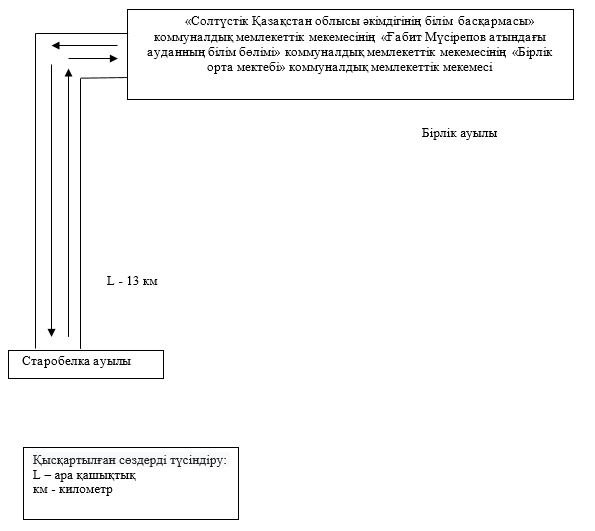 «Солтүстік Қазақстан облысы әкімдігінің білім басқармасы»
коммуналдық мемлекеттік мекемесінің «Ғабит Мүсірепов атындағы
ауданның білім бөлімі» коммуналдық мемлекеттік мекемесінің «Бірлік
орта мектебі» коммуналдық мемлекеттік мекемесі
Бірлік ауылы
L - 13 км
Старобелка ауылы
Қысқартылған сөздерді түсіндіру:
L – ара қашықтық
км - километр